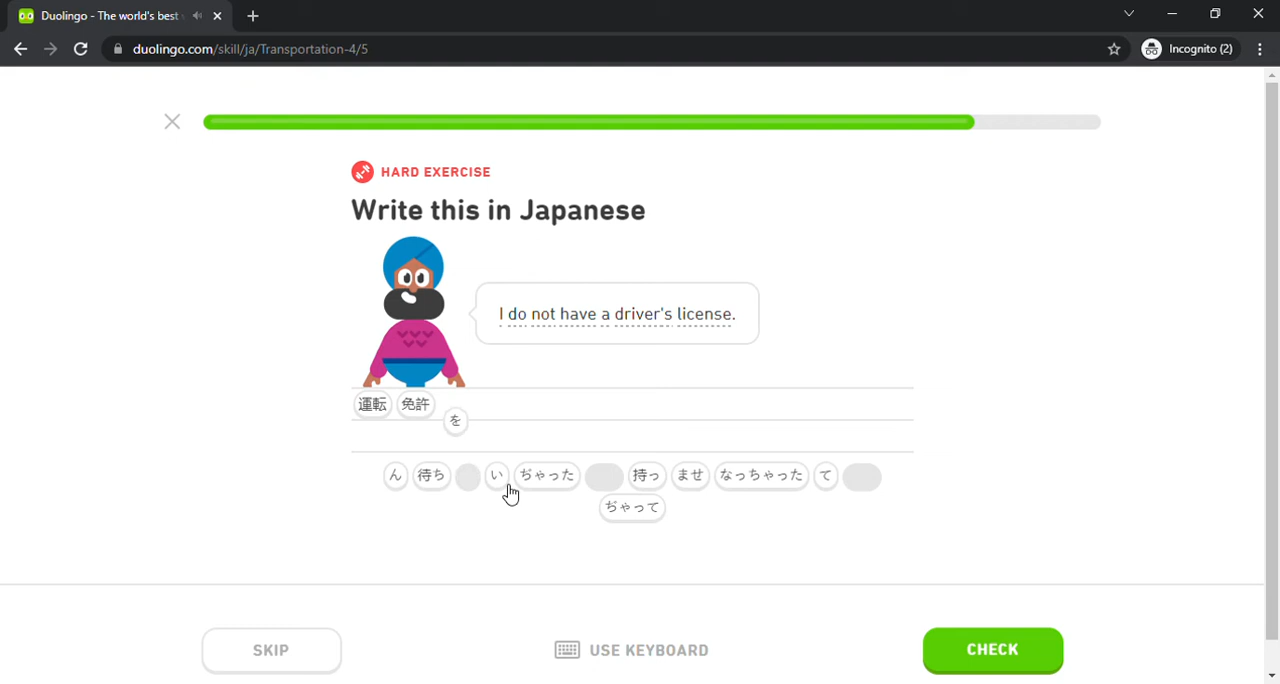 Duolingo - The world's best
duolingo.com/skill/ja/Transportation-4/5
Incognito (2)
HARD EXERCISE
Write this in Japanese
I do not have a driver's license.
運転 免許 を
ん 待ち い ぢゃった 持っ ませ なっちゃった て
ぢゃって
SKIP
USE KEYBOARD
CHECK